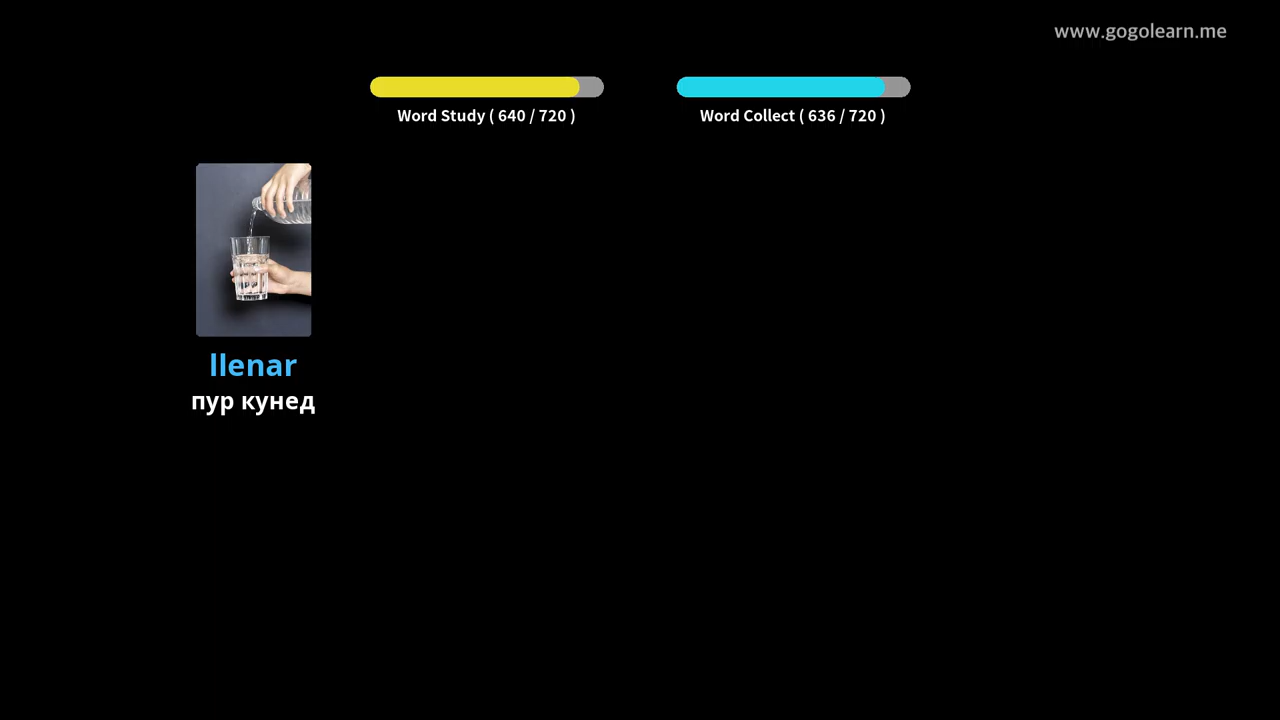 www.gogolearn.me
Word Study ( 640 / 720 )
Word Collect ( 636 / 720 )
llenar
пур кунед